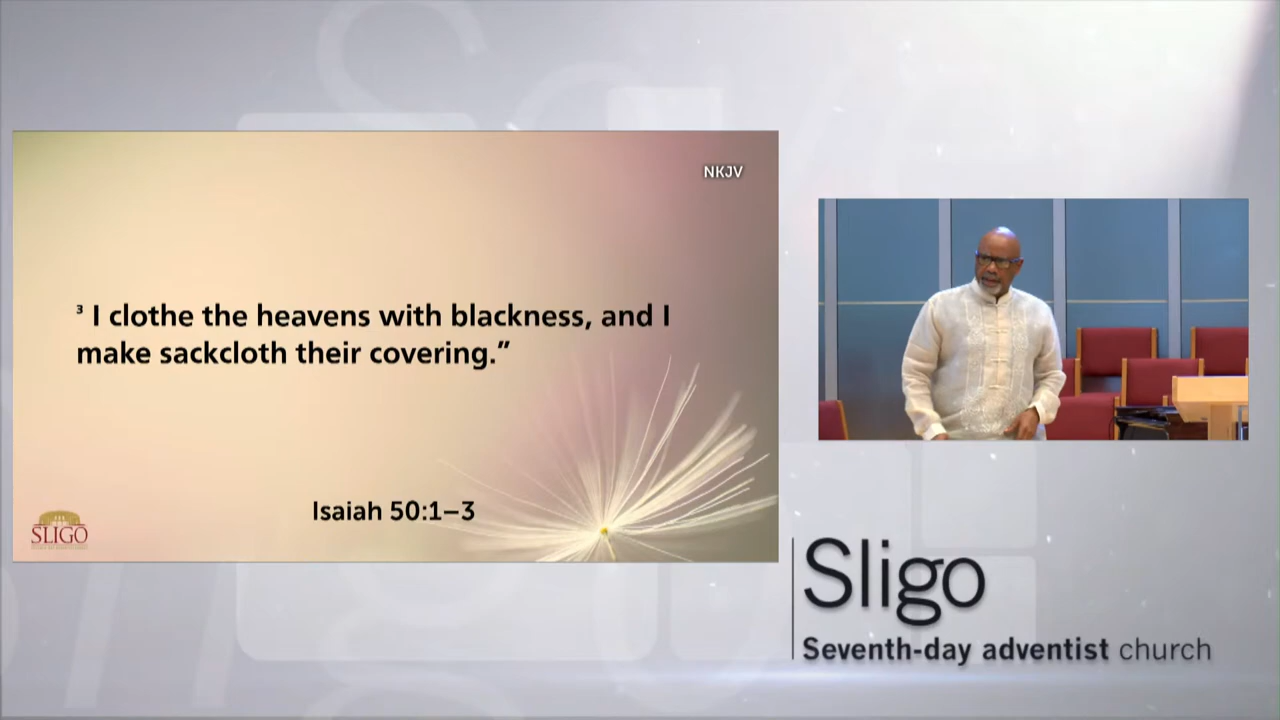 NKJV
³ I clothe the heavens with blackness, and I
make sackcloth their covering.”
Isaiah 50:1–3
SLIGO
Sligo
Seventh-day adventist church